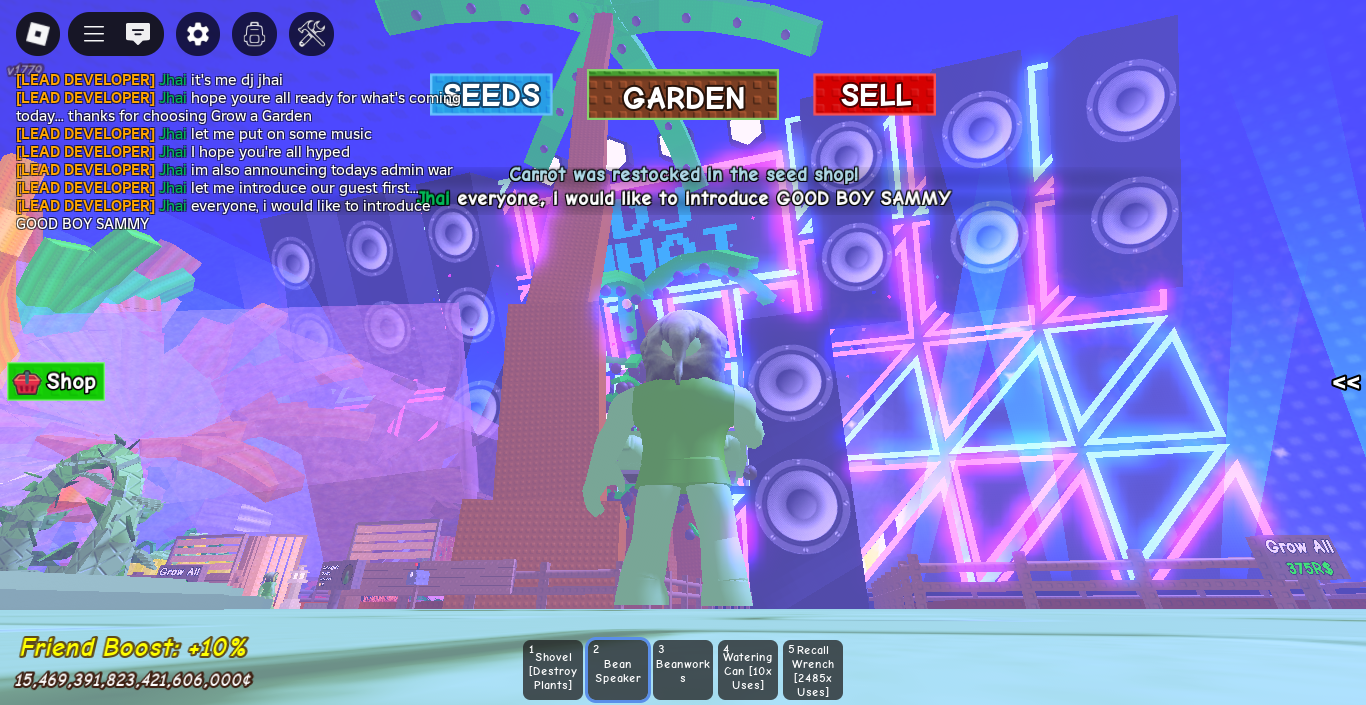 v1779
[LEAD DEVELOPER] Jhai it's me dj jhai
[LEAD DEVELOPER] Jhai hope youre all ready for what's coming
today... thanks for choosing Grow a Garden
[LEAD DEVELOPER] Jhai let me put on some music
[LEAD DEVELOPER] Jhai I hope you're all hyped
[LEAD DEVELOPER] Jhai im also announcing todays admin war
[LEAD DEVELOPER] Jhai let me introduce our guest first...
[LEAD DEVELOPER] Jhai everyone, i would like to introduce
GOOD BOY SAMMY
SEEDS
GARDEN
SELL
Carrot was restocked in the seed shop!
Jhai everyone, i would like to introduce GOOD BOY SAMMY
DJ
JHAI
Shop
<<
Grow All
Grow All
375R$
Friend Boost: +10%
15,469,391,823,421,606,000¢
1
Shovel
[Destroy
Plants]
2
Bean
Speaker
3
Beanwork
s
4
Watering
Can [10x
Uses]
5 Recall
Wrench
[2485x
Uses]